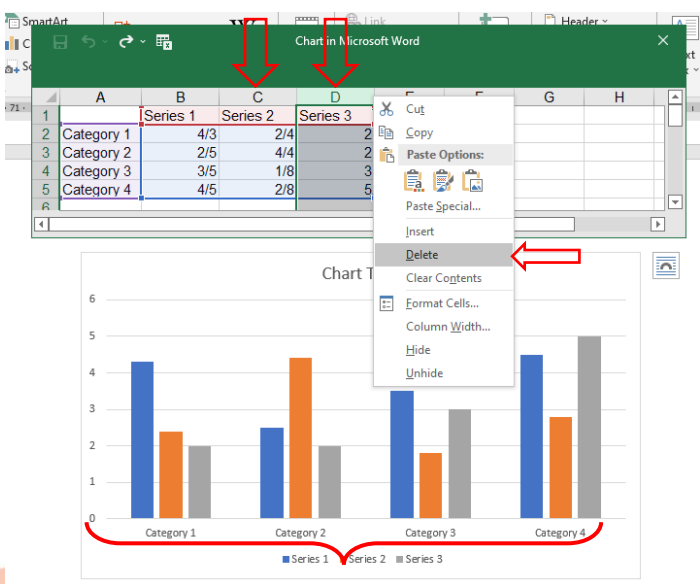 SmartArt
Link
Header
Chart in Microsoft Word
71
A B C D G H
1 Series 1 Series 2 Series 3
2 Category 1 4/3 2/4 2
3 Category 2 2/5 4/4 2
4 Category 3 3/5 1/8 3
5 Category 4 4/5 2/8 5
6
Cut
Copy
Paste Options:
Paste Special...
Insert
Delete
Clear Contents
Format Cells...
Column Width...
Hide
Unhide
Chart T
6
5
4
3
2
1
0
Category 1 Category 2 Category 3 Category 4
Series 1 Series 2 Series 3